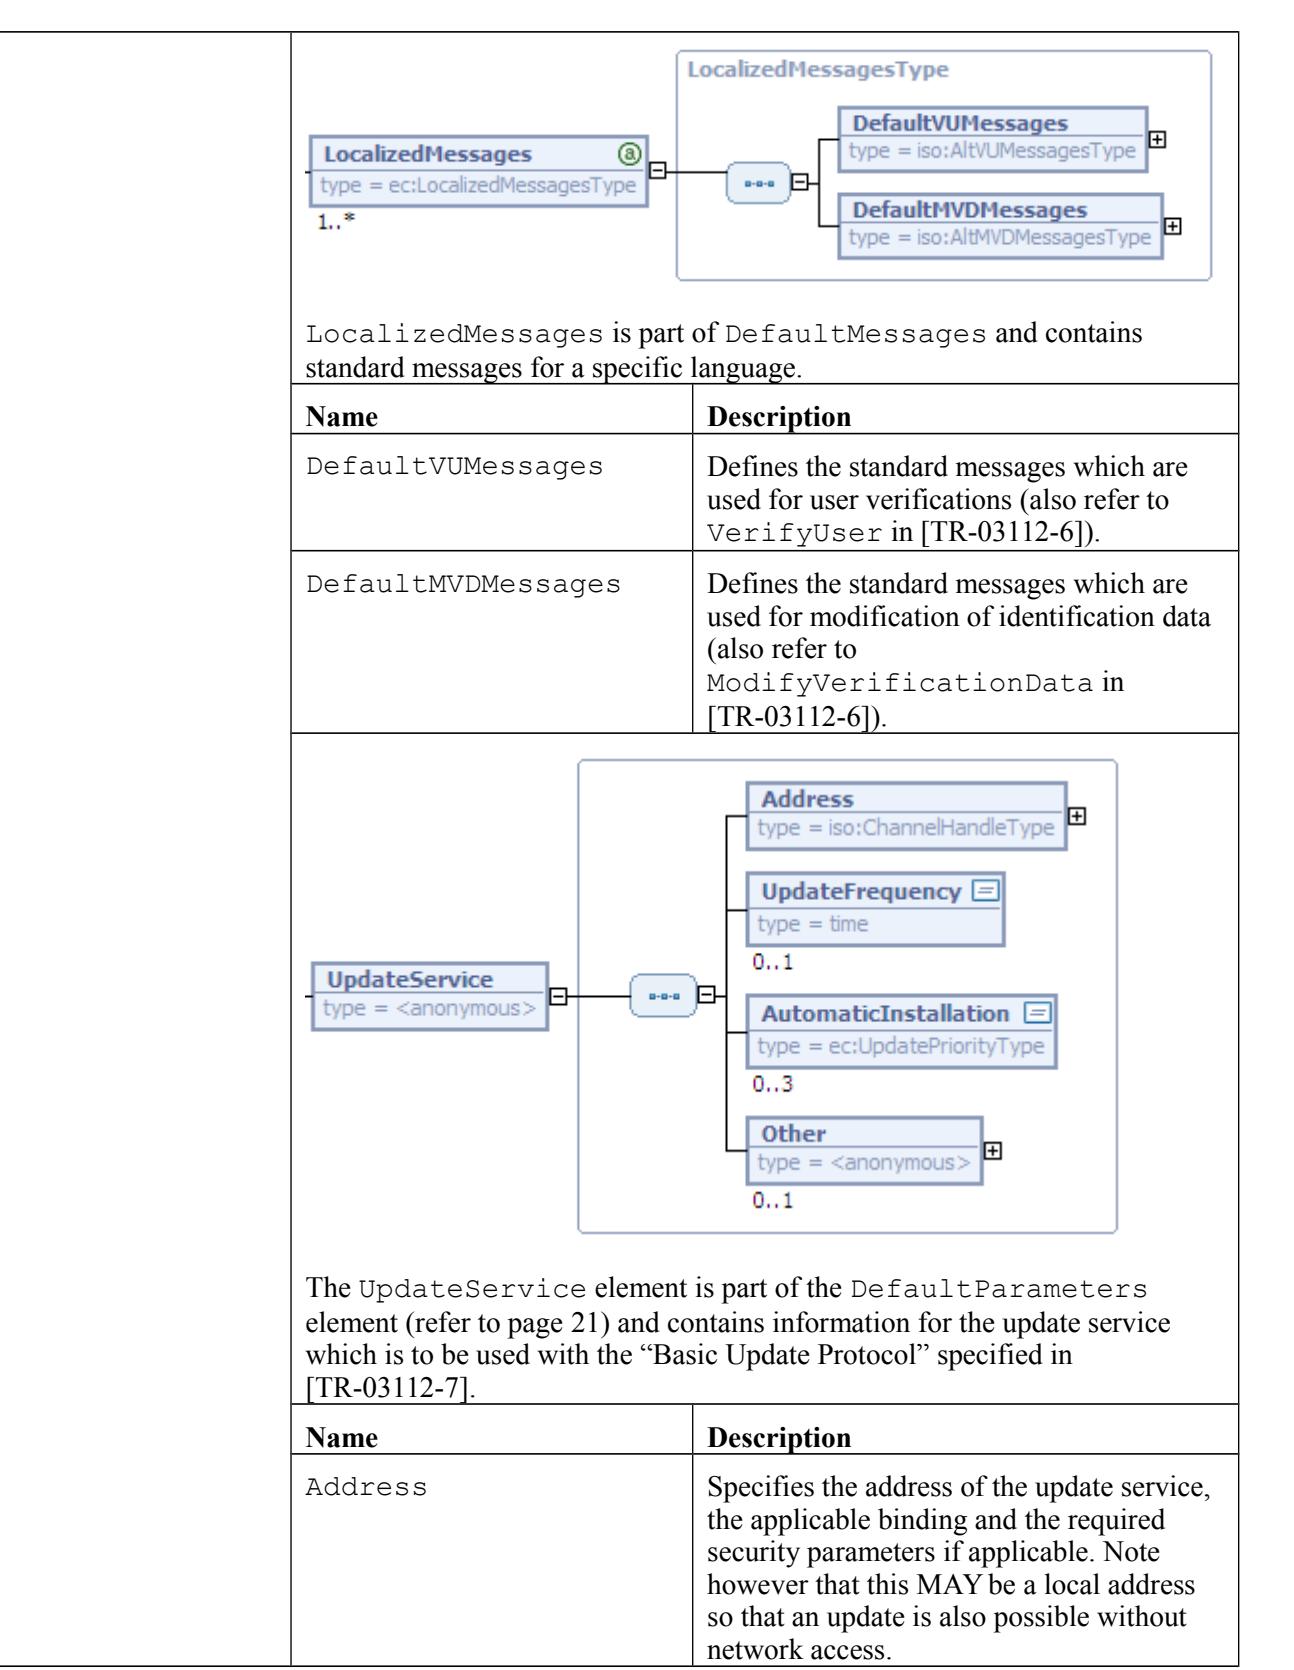 LocalizedMessagesType
DefaultVUMessages
type = iso:AltVUMessagesType
LocalizedMessages
type = ec:LocalizedMessagesType
1..*
DefaultMVDMessages
type = iso:AltMVDMessagesType
LocalizedMessages is part of DefaultMessages and contains
standard messages for a specific language.
Name Description
DefaultVUMessages Defines the standard messages which are
used for user verifications (also refer to
VerifyUser in [TR-03112-6]).
DefaultMVDMessages Defines the standard messages which are
used for modification of identification data
(also refer to
ModifyVerificationData in
[TR-03112-6]).
Address
type = iso:ChannelHandleType
UpdateFrequency
type = time
0..1
UpdateService
type = <anonymous>
AutomaticInstallation
type = ec:UpdatePriorityType
0..3
Other
type = <anonymous>
0..1
The UpdateService element is part of the DefaultParameters
element (refer to page 21) and contains information for the update service
which is to be used with the “Basic Update Protocol” specified in
[TR-03112-7].
Name Description
Address Specifies the address of the update service,
the applicable binding and the required
security parameters if applicable. Note
however that this MAY be a local address
so that an update is also possible without
network access.